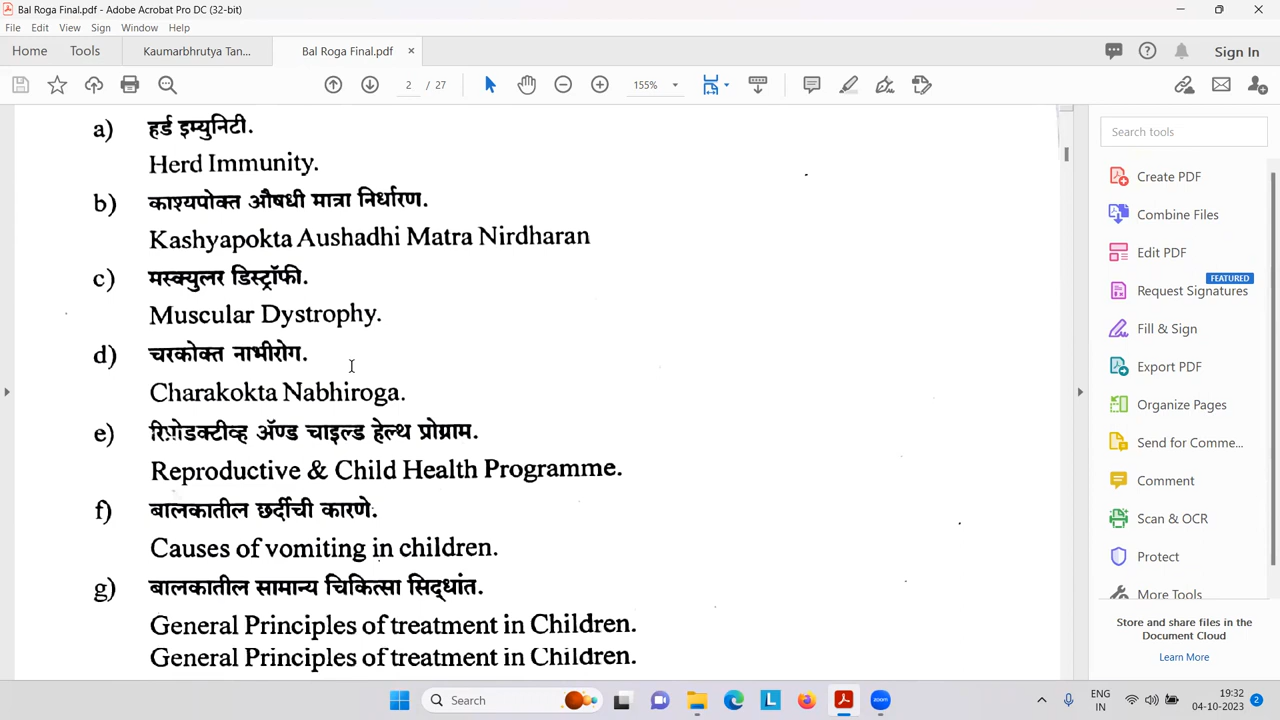 Bal Roga Final.pdf - Adobe Acrobat Pro DC (32-bit)
File Edit View Sign Window Help
Home Tools Kaumarbhrutya Tan... Bal Roga Final.pdf × Sign In
2 / 27 155%
a) हर्ड इम्युनिटी.
Herd Immunity.
b) काश्यपोक्त औषधी मात्रा निर्धारण.
Kashyapokta Aushadhi Matra Nirdharan
c) मस्क्युलर डिस्ट्रॉफी.
Muscular Dystrophy.
d) चरकोक्त नाभीरोग.
Charakokta Nabhiroga.
e) रिप्रोडक्टीव्ह ॲण्ड चाइल्ड हेल्थ प्रोग्राम.
Reproductive & Child Health Programme.
f) बालकातील छर्दीची कारणे.
Causes of vomiting in children.
g) बालकातील सामान्य चिकित्सा सिद्धांत.
General Principles of treatment in Children.
General Principles of treatment in Children.
Search tools
Create PDF
Combine Files
Edit PDF
FEATURED
Request Signatures
Fill & Sign
Export PDF
Organize Pages
Send for Comme...
Comment
Scan & OCR
Protect
More Tools
Store and share files in the
Document Cloud
Learn More
Search
L
zoom
ENG
IN
19:32
04-10-2023
2